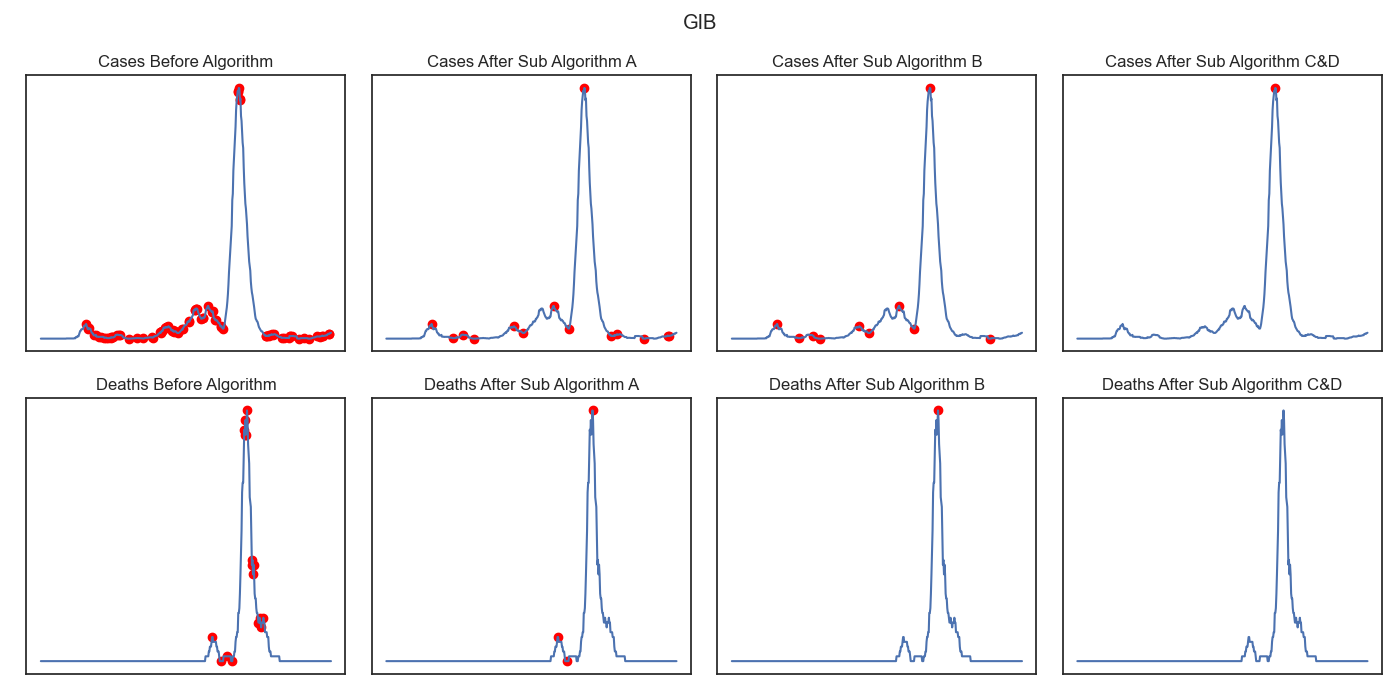 GIB
Cases Before Algorithm
Cases After Sub Algorithm A
Cases After Sub Algorithm B
Cases After Sub Algorithm C&D
Deaths Before Algorithm
Deaths After Sub Algorithm A
Deaths After Sub Algorithm B
Deaths After Sub Algorithm C&D